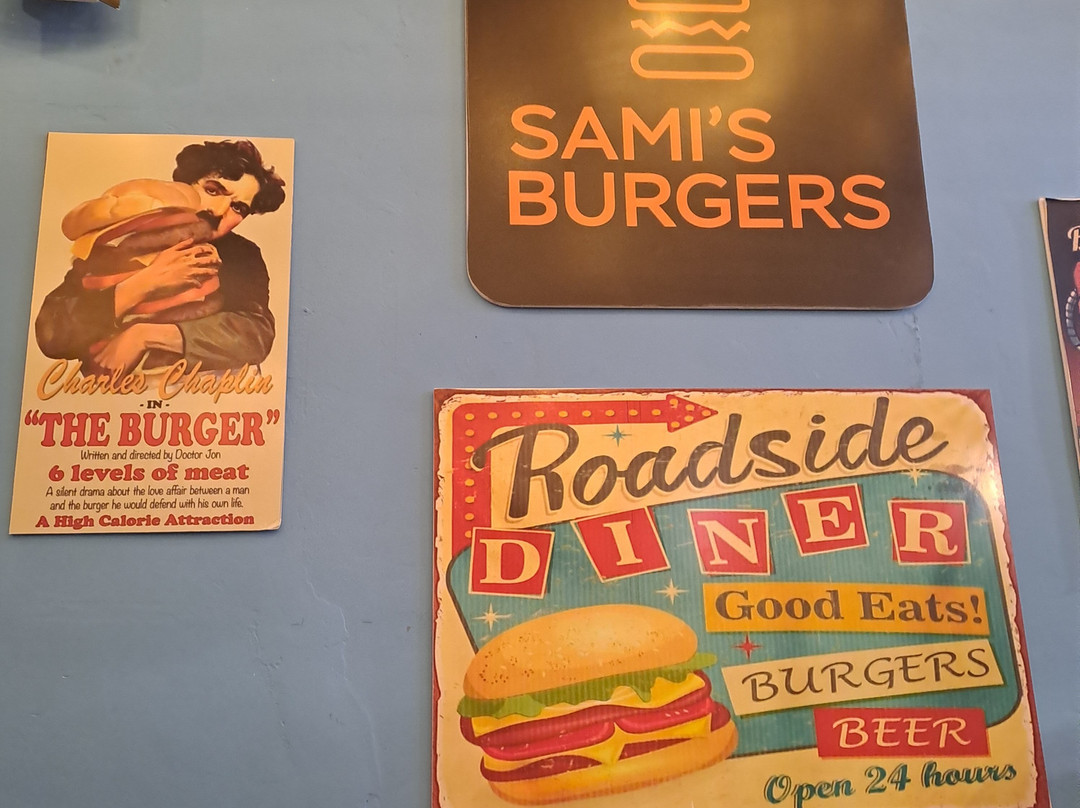 SAMI'S
BURGERS
Charles Chaplin
- IN -
"THE BURGER"
Written and directed by Doctor Jon
6 levels of meat
A silent drama about the love affair between a man
and the burger he would defend with his own life.
A High Calorie Attraction
Roadside
DINER
Good Eats!
BURGERS
BEER
Open 24 hours